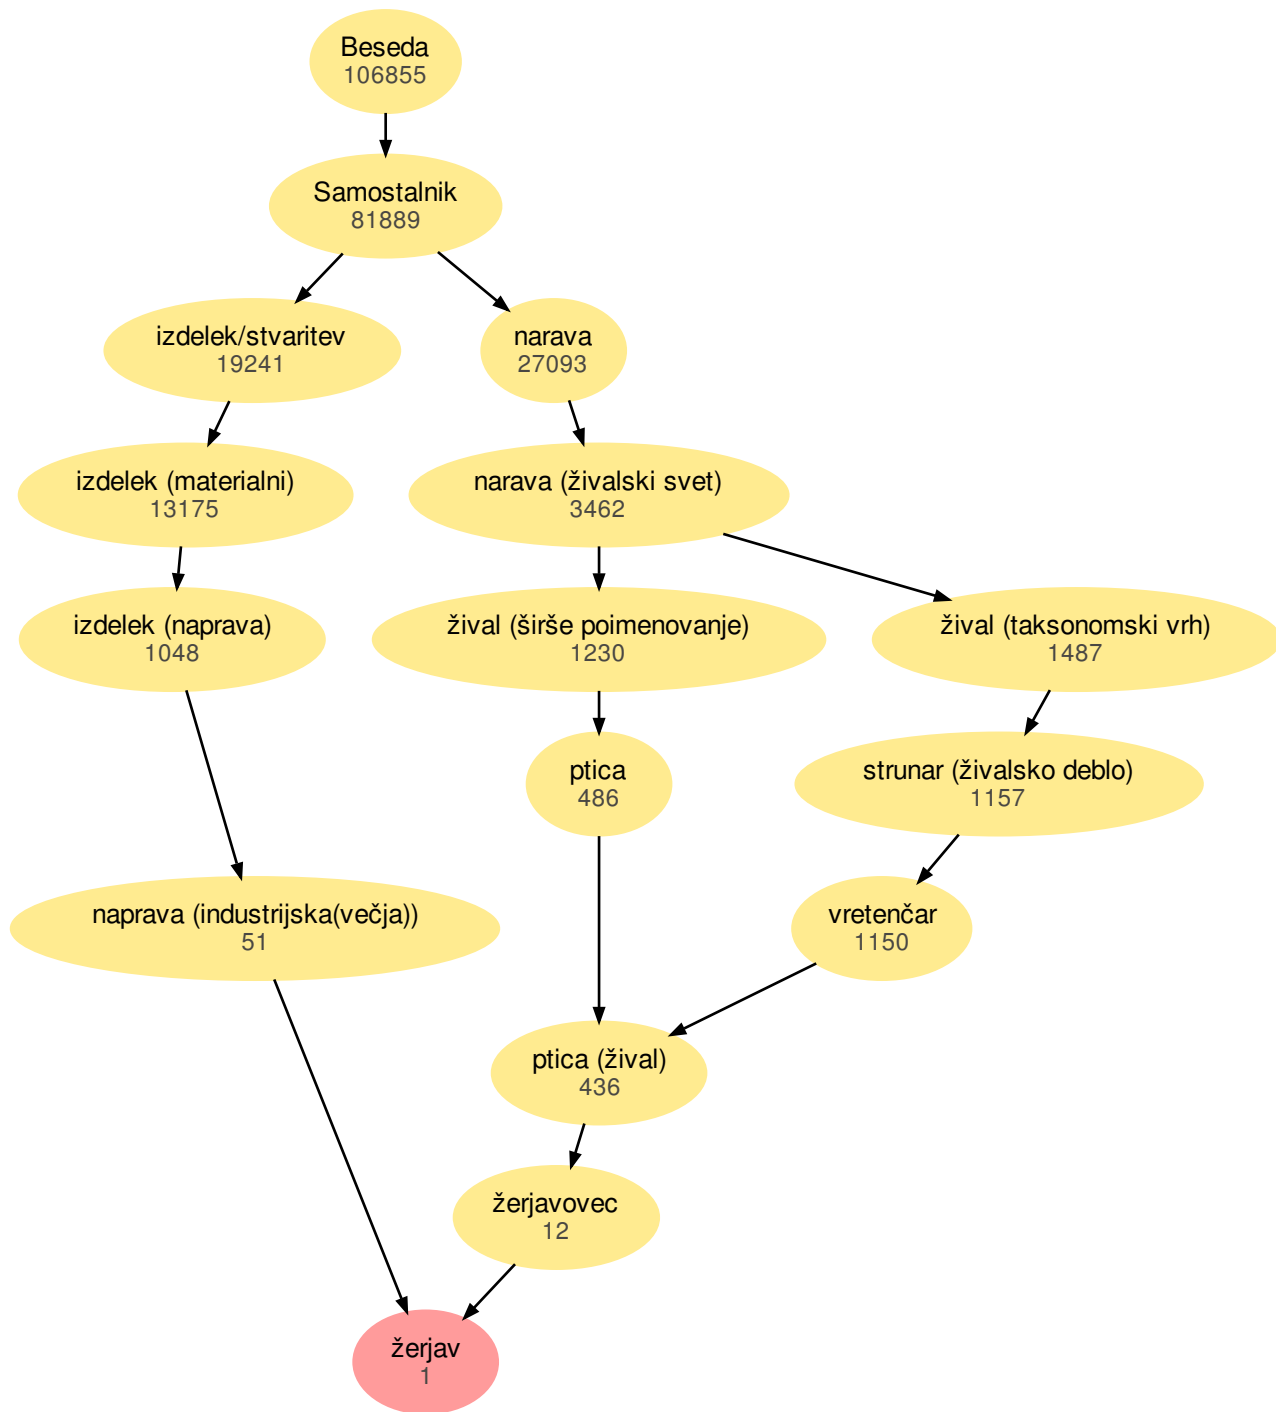 Beseda
106855
Samostalnik
81889
izdelek/stvaritev
19241
narava
27093
izdelek (materialni)
13175
narava (živalski svet)
3462
izdelek (naprava)
1048
žival (širše poimenovanje)
1230
žival (taksonomski vrh)
1487
ptica
486
strunar (živalsko deblo)
1157
naprava (industrijska(večja))
51
vretenčar
1150
ptica (žival)
436
žerjavovec
12
žerjav
1